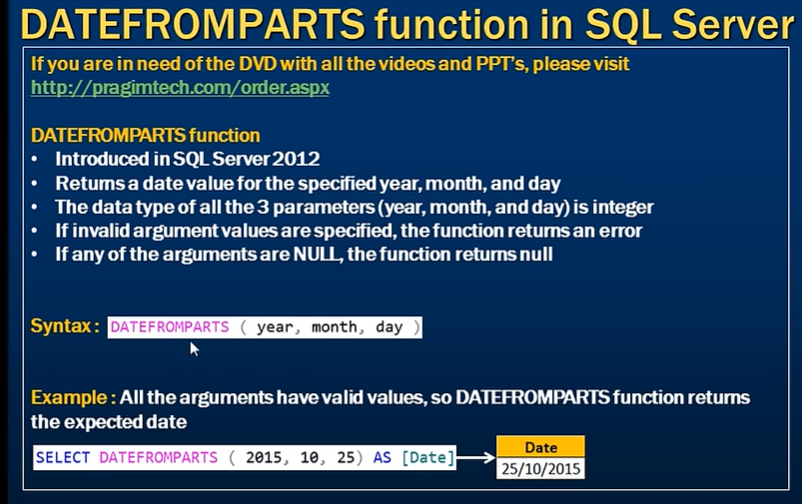 DATEFROMPARTS function in SQL Server
If you are in need of the DVD with all the videos and PPT's, please visit
http://pragimtech.com/order.aspx
DATEFROMPARTS function
• Introduced in SQL Server 2012
• Returns a date value for the specified year, month, and day
• The data type of all the 3 parameters (year, month, and day) is integer
• If invalid argument values are specified, the function returns an error
• If any of the arguments are NULL, the function returns null
Syntax : DATEFROMPARTS ( year, month, day )
Example : All the arguments have valid values, so DATEFROMPARTS function returns
the expected date
SELECT DATEFROMPARTS ( 2015, 10, 25) AS [Date]
Date
25/10/2015